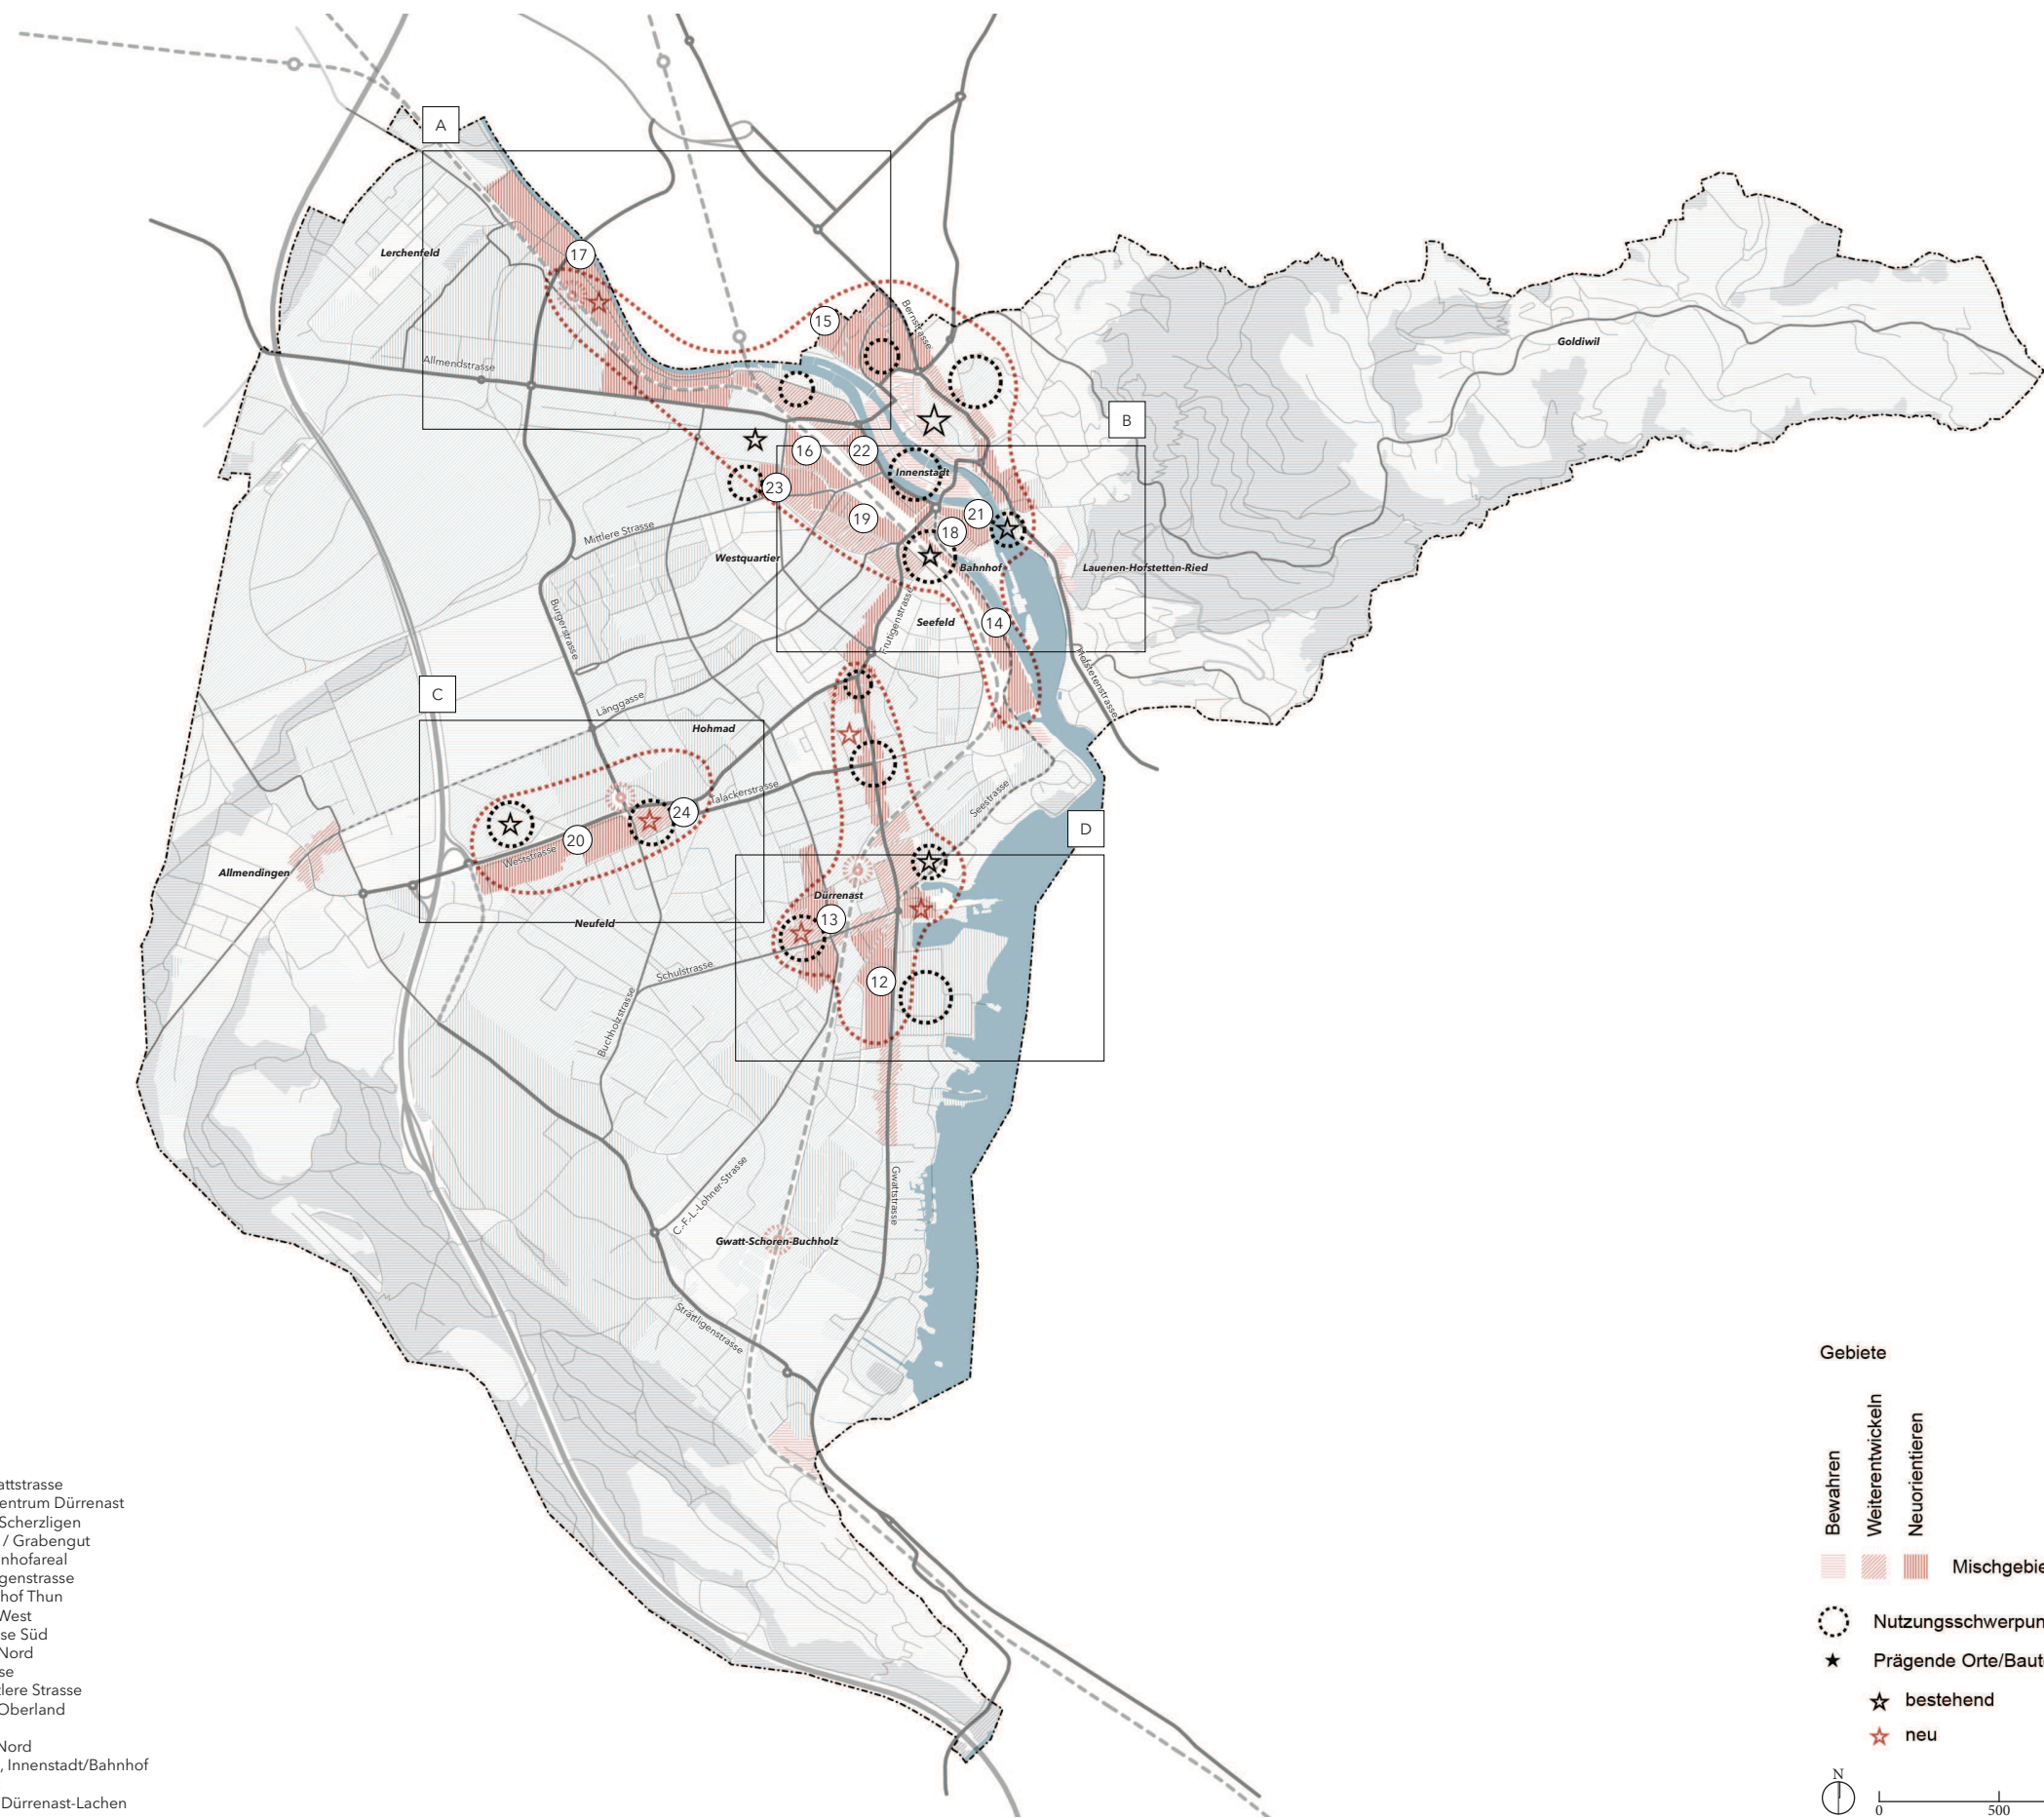 A
Lerchenfeld
17
15
Bernstrasse
Goldiwil
Allmendstrasse
B
16
22
Innenstadt
23
19
21
18
Mittlere Strasse
Westquartier
Bahnhof
Lauenen-Hofstetten-Ried
Burgerstrasse
Frutigenstrasse
Seefeld
14
Hofstetenstrasse
C
Länggasse
Hohmad
Talackerstrasse
Seestrasse
24
20
Weststrasse
D
Allmendingen
Dürrenast
13
Neufeld
Schulstrasse
12
Buchholzstrasse
C.-F.-L.-Lohner-Strasse
Gwattstrasse
Gwatt-Schoren-Buchholz
Strättligenstrasse
Gebiete
Bewahren
Weiterentwickeln
Neuorientieren
Mischgebie
Nutzungsschwerpun
Prägende Orte/Baut
bestehend
neu
N
0
500
attstrasse
entrum Dürrenast
Scherzligen
/ Grabengut
nhofareal
genstrasse
hof Thun
West
se Süd
Nord
se
tlere Strasse
Oberland
Nord
, Innenstadt/Bahnhof
Dürrenast-Lachen